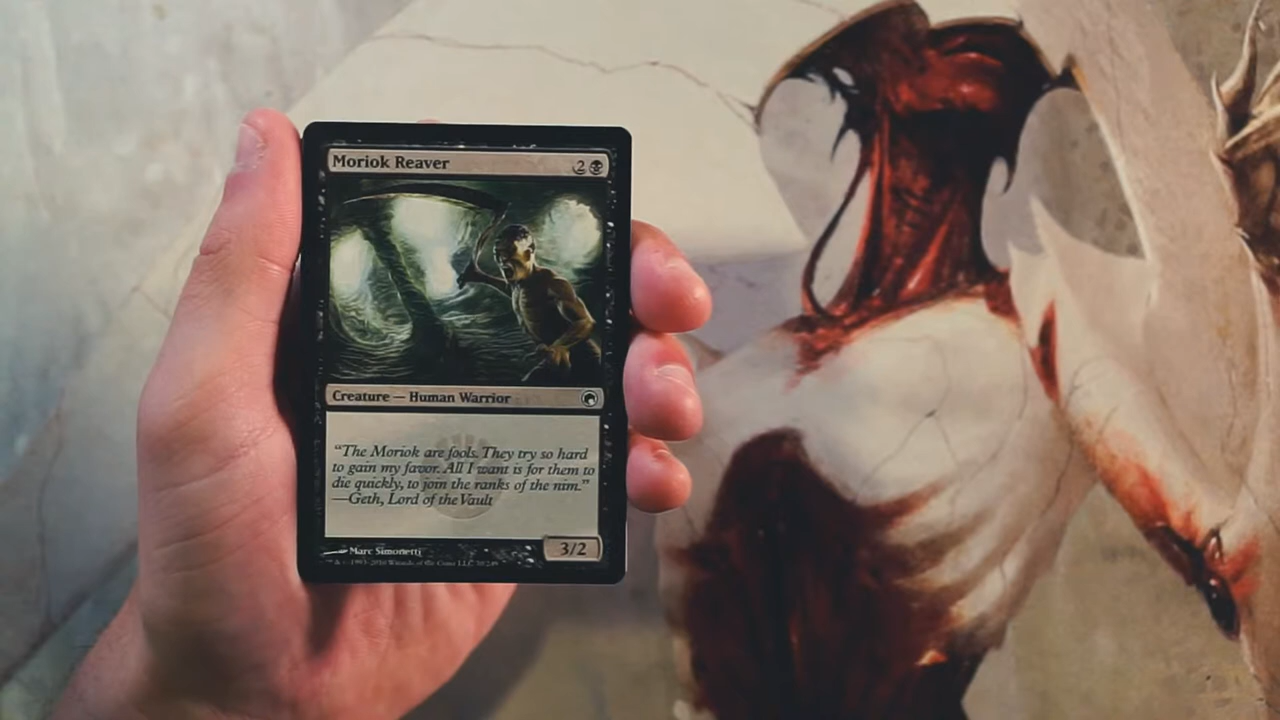 Moriok Reaver 2
Creature — Human Warrior
"The Moriok are fools. They try so hard
to gain my favor. All I want is for them to
die quickly, to join the ranks of the nim."
—Geth, Lord of the Vault
Marc Simonetti 3/2